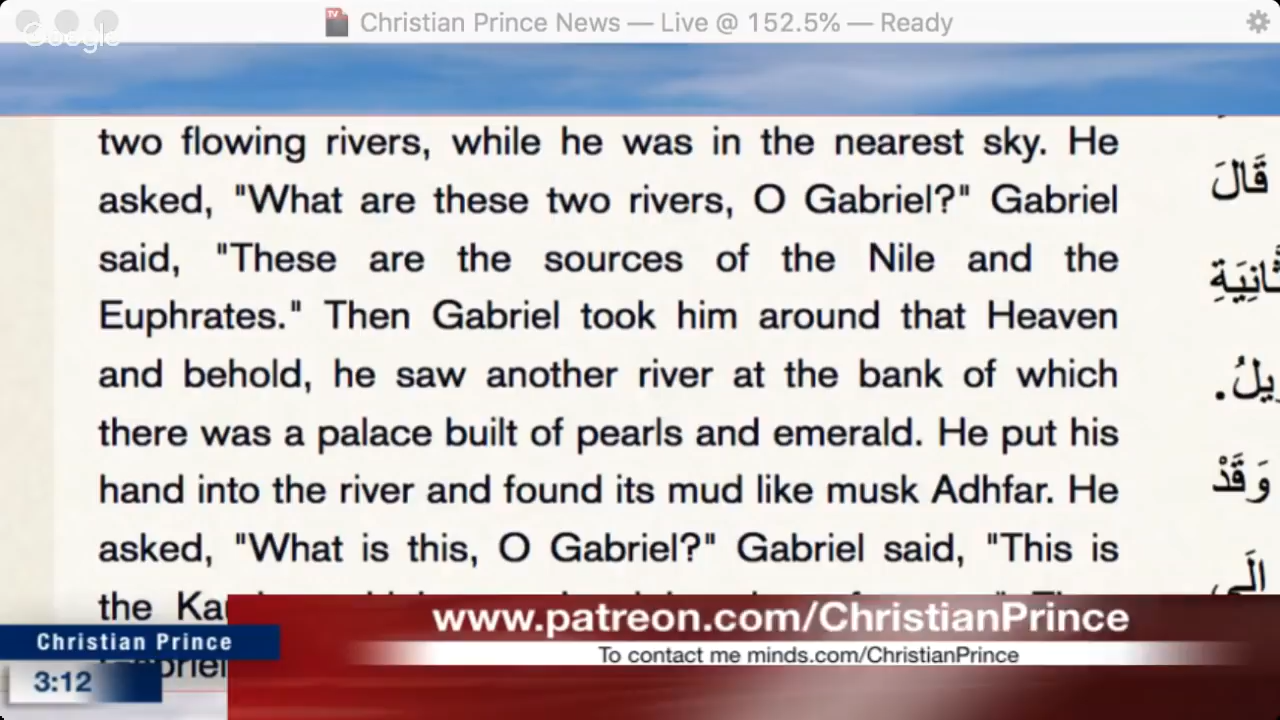 Christian Prince News — Live @ 152.5% — Ready
Google
two flowing rivers, while he was in the nearest sky. He
asked, "What are these two rivers, O Gabriel?" Gabriel
said, "These are the sources of the Nile and the
Euphrates." Then Gabriel took him around that Heaven
and behold, he saw another river at the bank of which
there was a palace built of pearls and emerald. He put his
hand into the river and found its mud like musk Adhfar. He
asked, "What is this, O Gabriel?" Gabriel said, "This is
the
قَالَ
وَقَدْ
www.patreon.com/ChristianPrince
To contact me minds.com/ChristianPrince
Christian Prince
3:12